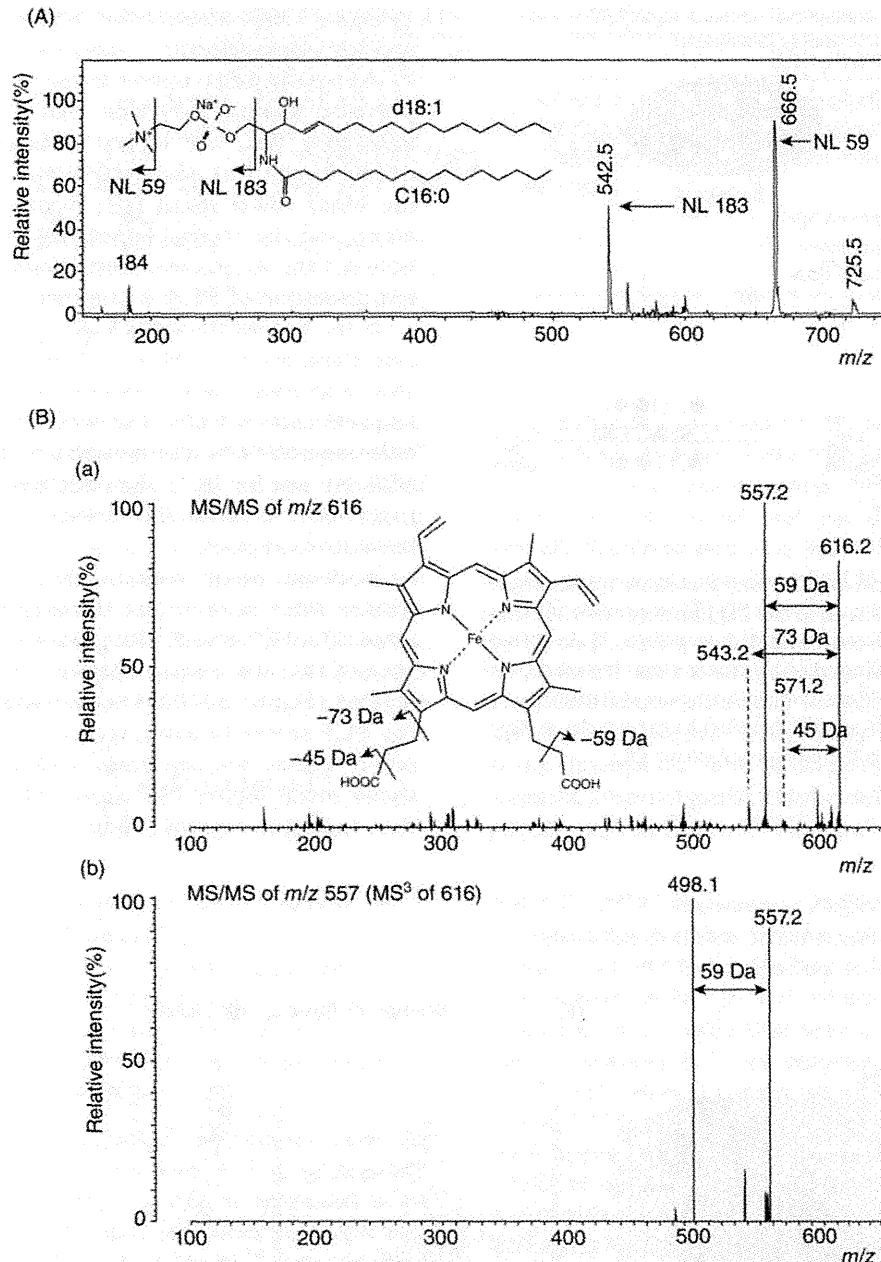 (A)
Relative intensity(%)
100
80
60
40
20
0
184
N⁺
O
Na⁺
O⁻
P
O
O
OH
NH
O
d18:1
C16:0
NL 59
NL 183
542.5
NL 183
666.5
NL 59
725.5
200
300
400
500
600
700
m/z
(B)
(a)
MS/MS of m/z 616
Relative intensity(%)
100
50
0
N
N
Fe
N
N
–73 Da
–45 Da
HOOC
–59 Da
COOH
557.2
616.2
59 Da
543.2
73 Da
571.2
45 Da
100
200
300
400
500
600
m/z
(b)
MS/MS of m/z 557 (MS³ of 616)
Relative intensity(%)
100
50
0
498.1
557.2
59 Da
100
200
300
400
500
600
m/z